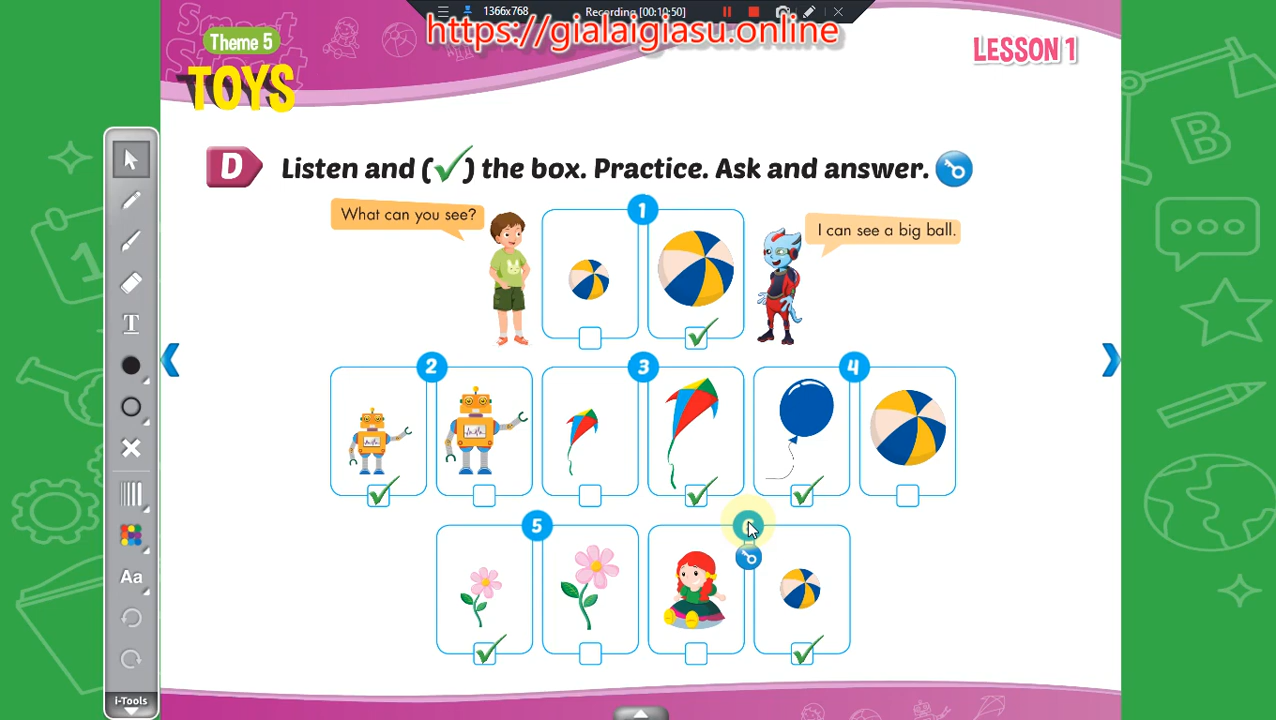 1366x768
Recording [00:10:50]
https://gialaigiasu.online
Theme 5
TOYS
LESSON 1
D Listen and (✓) the box. Practice. Ask and answer.
What can you see?
1
I can see a big ball.
2
3
4
5
T
Aa
i-Tools